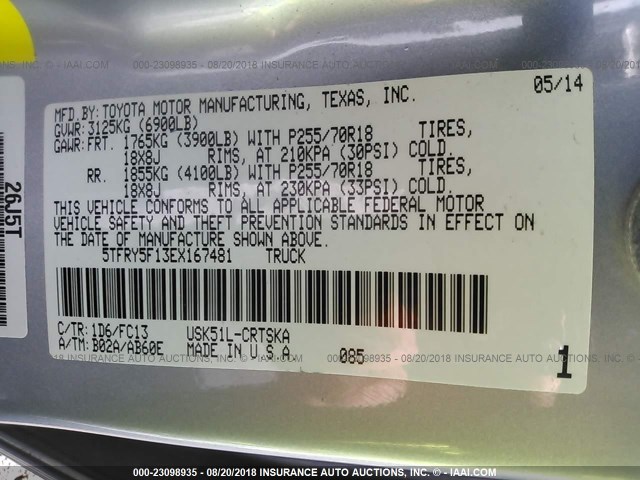 000-23098935 - 08/20/2018 INSURANCE AUTO AUCTIONS
05/14
MFD.BY:TOYOTA MOTOR MANUFACTURING, TEXAS, INC.
GVWR:3125KG (6900LB)
GAWR:FRT. 1765KG (3900LB) WITH P255/70R18 TIRES,
18X8J RIMS, AT 210KPA (30PSI) COLD.
RR. 1855KG (4100LB) WITH P255/70R18 TIRES,
18X8J RIMS, AT 230KPA (33PSI) COLD.
THIS VEHICLE CONFORMS TO ALL APPLICABLE FEDERAL MOTOR
VEHICLE SAFETY AND THEFT PREVENTION STANDARDS IN EFFECT ON
THE DATE OF MANUFACTURE SHOWN ABOVE.
5TFRY5F13EX167481 TRUCK
C/TR:1D6/FC13 USK51L-CRTSKA
A/TM:B02A/AB60E MADE IN U.S.A. 085 1
26J5T
000-23098935 - 08/20/2018 INSURANCE AUTO AUCTIONS © - IAAI.COM